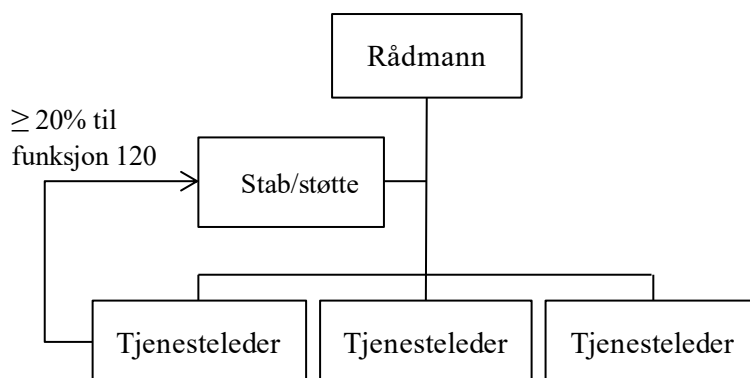 Rådmann
≥ 20% til
funksjon 120
Stab/støtte
Tjenesteleder
Tjenesteleder
Tjenesteleder